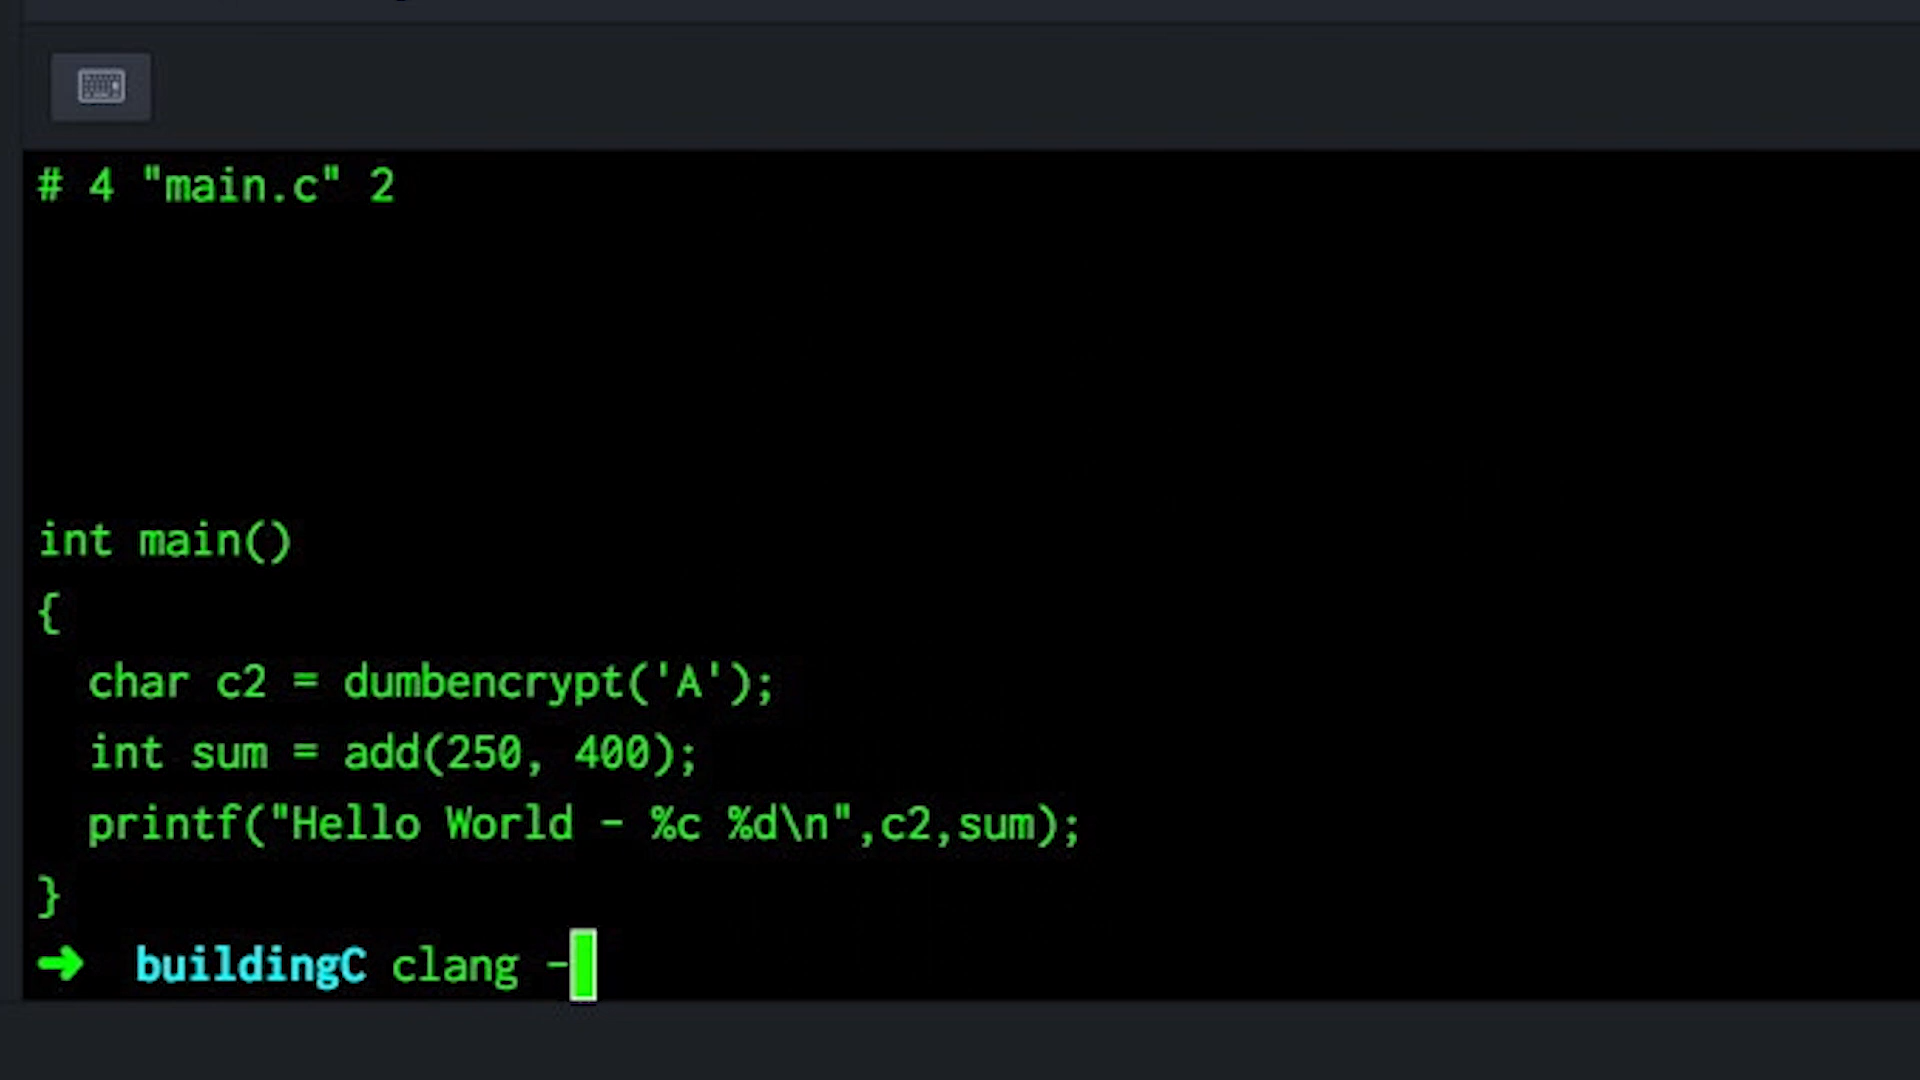 # 4 "main.c" 2
int main()
{
  char c2 = dumbencrypt('A');
  int sum = add(250, 400);
  printf("Hello World - %c %d\n",c2,sum);
}
➜  buildingC clang -